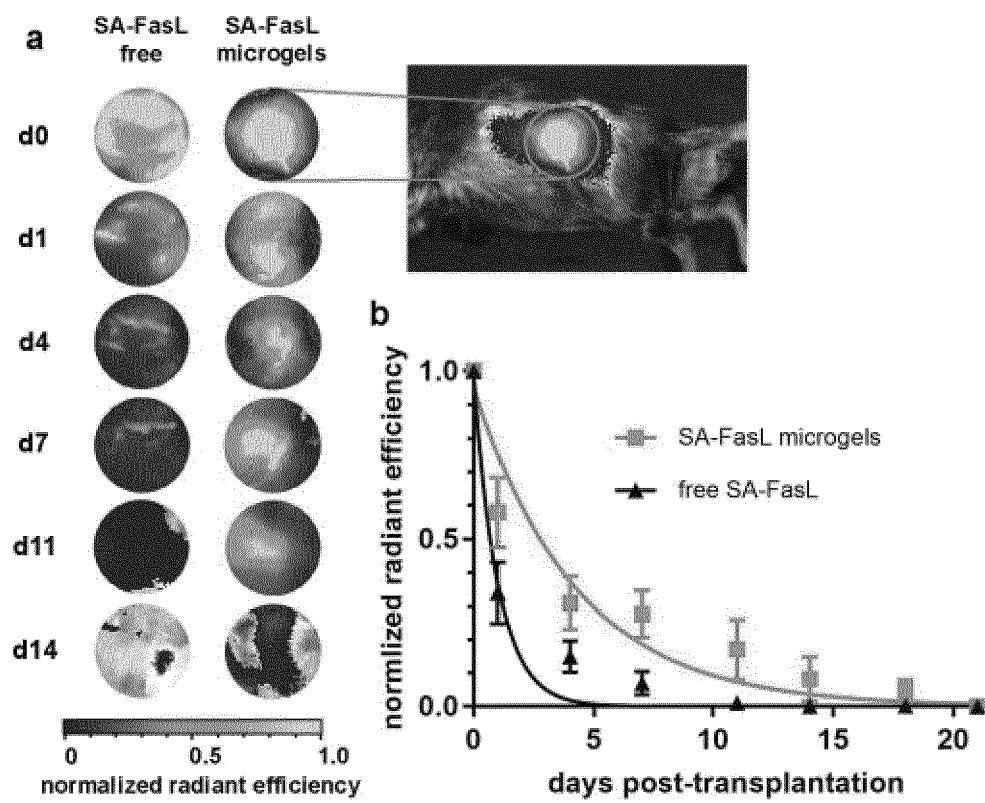 a
SA-FasL free
SA-FasL microgels
d0
d1
d4
d7
d11
d14
0 0.5 1.0
normalized radiant efficiency
b
normlized radiant efficiency
1.0
0.5
0.0
SA-FasL microgels
free SA-FasL
0 5 10 15 20
days post-transplantation